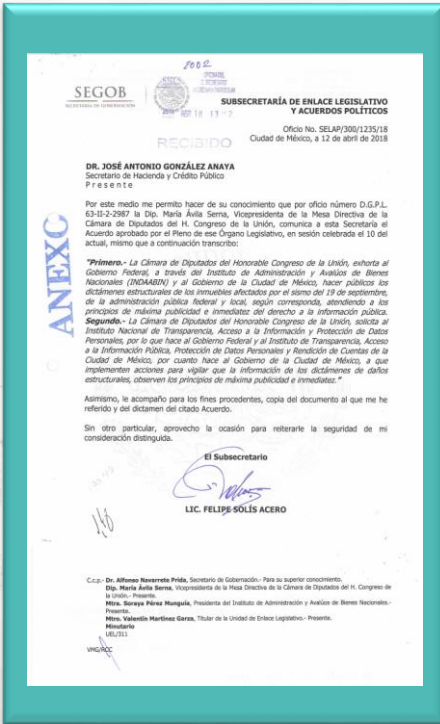 2002
SEGOB
SECRETARÍA DE GOBERNACIÓN
SUBSECRETARÍA DE ENLACE LEGISLATIVO
Y ACUERDOS POLÍTICOS
RECIBIDO
Oficio No. SELAP/300/1235/18
Ciudad de México, a 12 de abril de 2018
ANEXO
DR. JOSÉ ANTONIO GONZÁLEZ ANAYA
Secretario de Hacienda y Crédito Público
P r e s e n t e
Por este medio me permito hacer de su conocimiento que por oficio número D.G.P.L.
63-II-2-2987 la Dip. María Ávila Serna, Vicepresidenta de la Mesa Directiva de la
Cámara de Diputados del H. Congreso de la Unión, comunica a esta Secretaría el
Acuerdo aprobado por el Pleno de ese Órgano Legislativo, en sesión celebrada el 10 del
actual, mismo que a continuación transcribo:
"Primero.- La Cámara de Diputados del Honorable Congreso de la Unión, exhorta al
Gobierno Federal, a través del Instituto de Administración y Avalúos de Bienes
Nacionales (INDAABIN) y al Gobierno de la Ciudad de México, hacer públicos los
dictámenes estructurales de los inmuebles afectados por el sismo del 19 de septiembre,
de la administración pública federal y local, según corresponda, atendiendo a los
principios de máxima publicidad e inmediatez del derecho a la información pública.
Segundo.- La Cámara de Diputados del Honorable Congreso de la Unión, solicita al
Instituto Nacional de Transparencia, Acceso a la Información y Protección de Datos
Personales, por lo que hace al Gobierno Federal y al Instituto de Transparencia, Acceso
a la Información Pública, Protección de Datos Personales y Rendición de Cuentas de la
Ciudad de México, por cuanto hace al Gobierno de la Ciudad de México, a que
implementen acciones para vigilar que la información de los dictámenes de daños
estructurales, observen los principios de máxima publicidad e inmediatez."
Asimismo, le acompaño para los fines procedentes, copia del documento al que me he
referido y del dictamen del citado Acuerdo.
Sin otro particular, aprovecho la ocasión para reiterarle la seguridad de mi
consideración distinguida.
El Subsecretario
LIC. FELIPE SOLÍS ACERO
C.c.p.- Dr. Alfonso Navarrete Prida, Secretario de Gobernación.- Para su superior conocimiento.
Dip. María Ávila Serna, Vicepresidenta de la Mesa Directiva de la Cámara de Diputados del H. Congreso de
la Unión.- Presente.
Mtra. Soraya Pérez Munguía, Presidenta del Instituto de Administración y Avalúos de Bienes Nacionales.-
Presente.
Mtro. Valentín Martínez Garza, Titular de la Unidad de Enlace Legislativo.- Presente.
Minutario
UEL/311
VMG/RCC